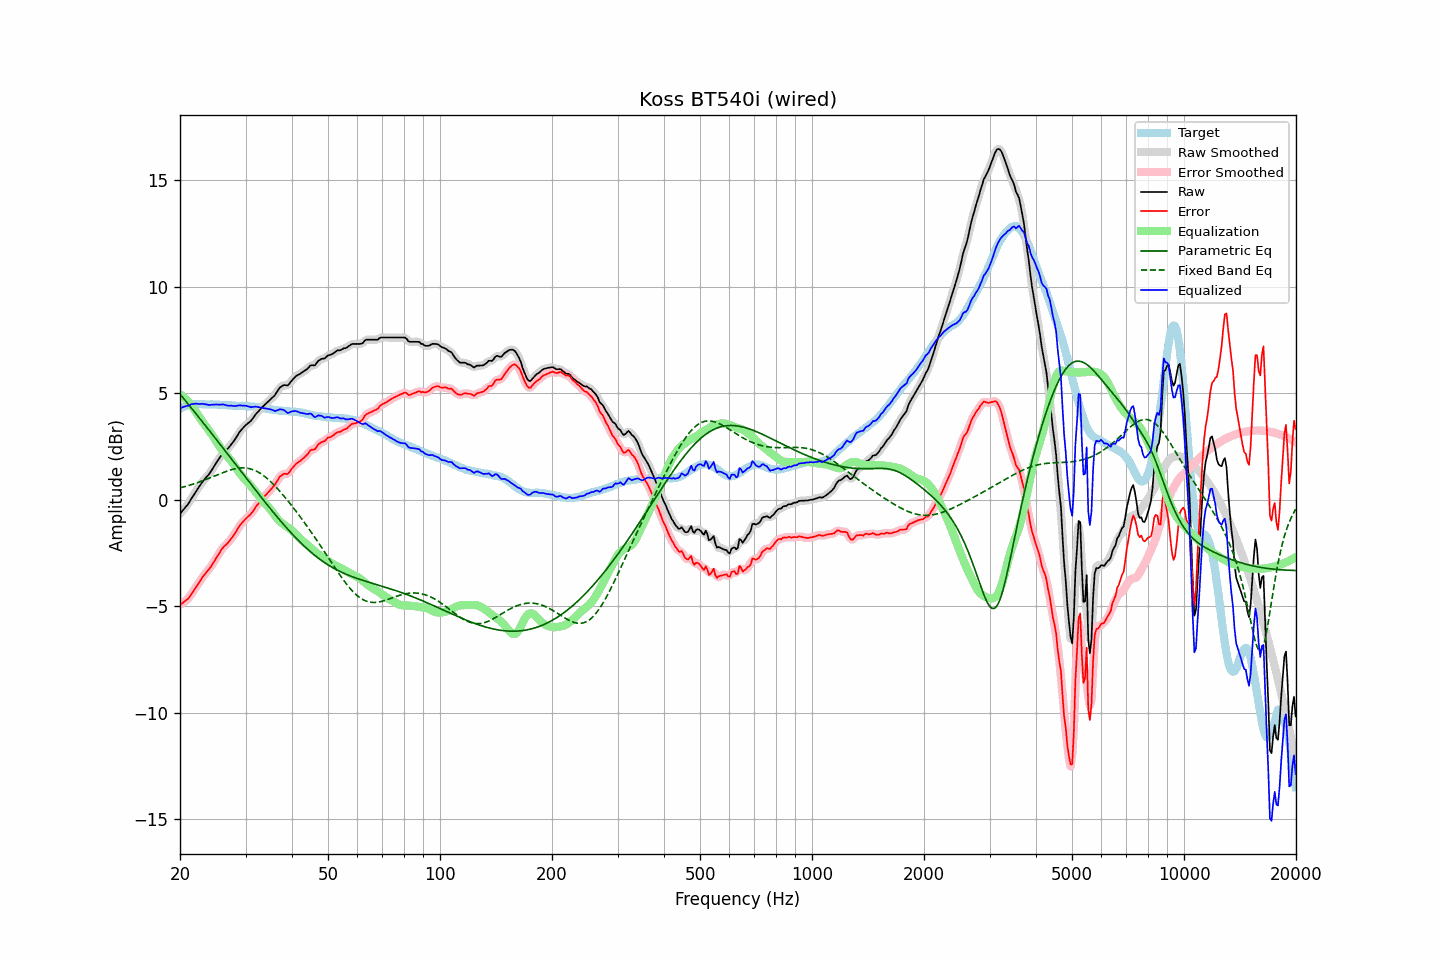 Koss BT540i (wired)
Target
Raw Smoothed
Error Smoothed
Raw
Error
Equalization
Parametric Eq
Fixed Band Eq
Equalized
Amplitude (dBr)
15
10
5
0
−5
−10
−15
20 50 100 200 500 1000 2000 5000 10000 20000
Frequency (Hz)